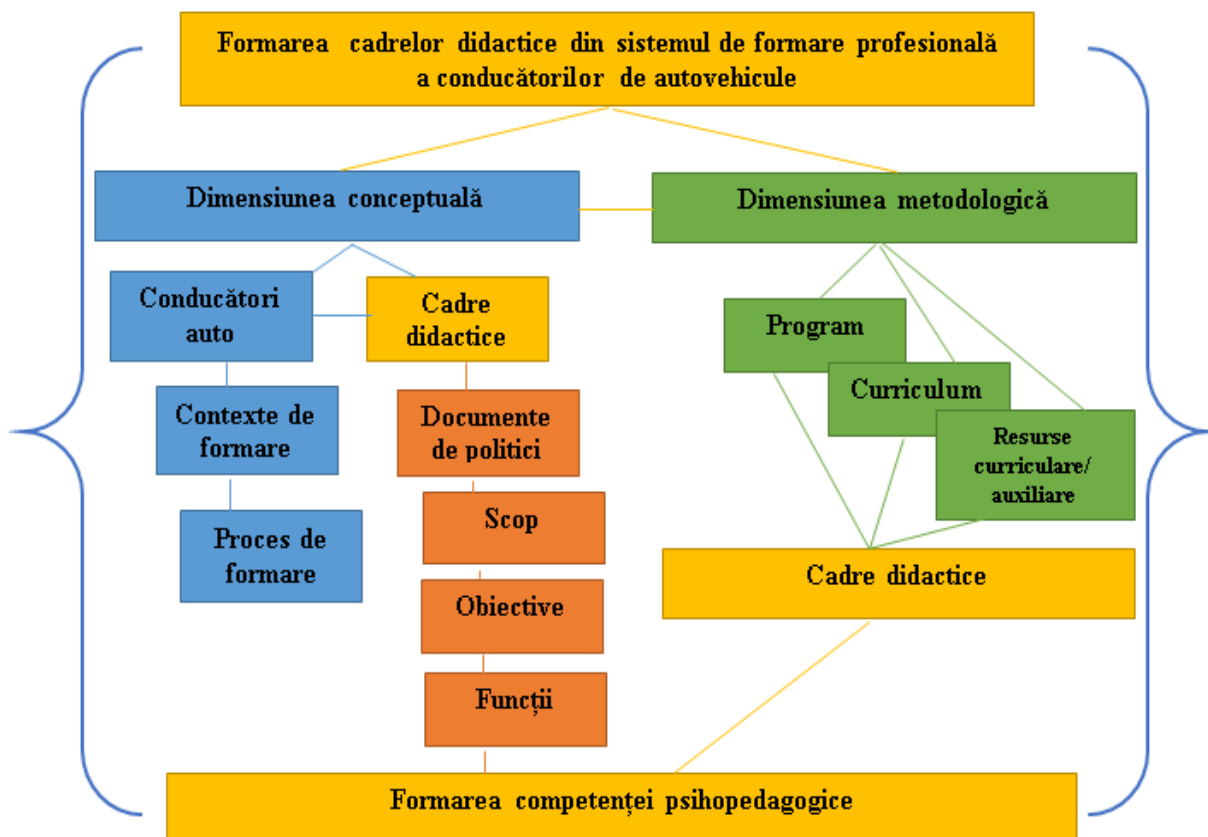 Formarea cadrelor didactice din sistemul de formare profesională
a conducătorilor de autovehicule
Dimensiunea conceptuală
Dimensiunea metodologică
Conducători
auto
Cadre
didactice
Program
Contexte de
formare
Documente
de politici
Curriculum
Resurse
curriculare/
auxiliare
Proces de
formare
Scop
Cadre didactice
Obiective
Funcții
Formarea competenței psihopedagogice